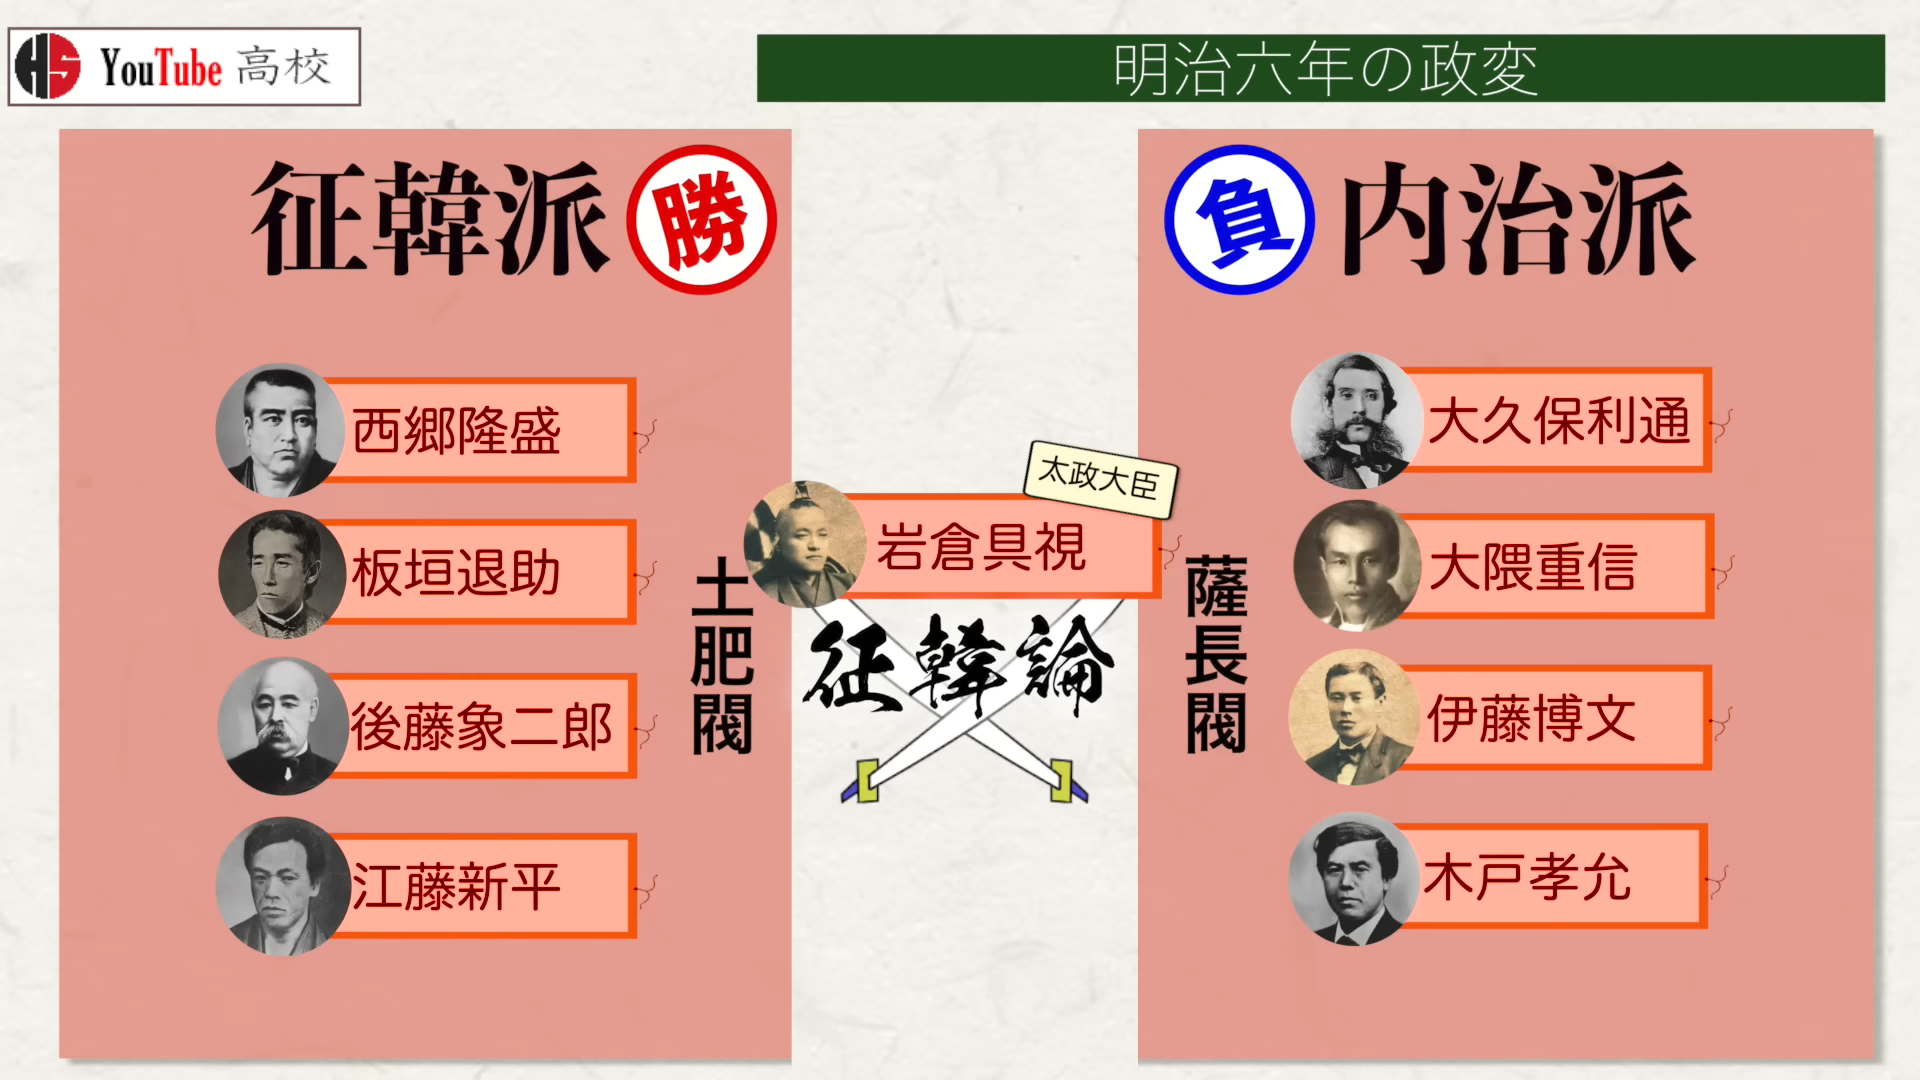 HS YouTube 高校
明治六年の政変
征韓派 勝
西郷隆盛
板垣退助
後藤象二郎
江藤新平
土肥閥
太政大臣
岩倉具視
征韓論
薩長閥
負 内治派
大久保利通
大隈重信
伊藤博文
木戸孝允